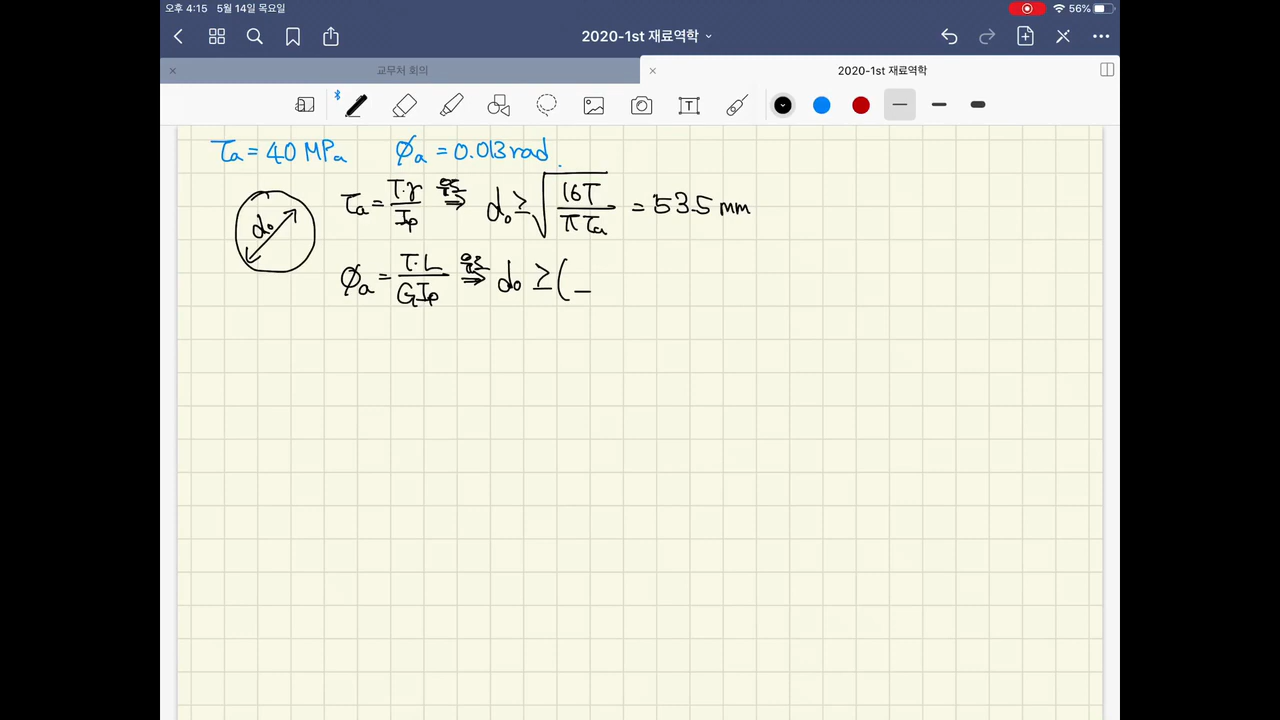 오후 4:15 5월 14일 목요일
56%
2020-1st 재료역학
교무처 회의
2020-1st 재료역학
τa = 40 MPa ϕa = 0.013 rad
d₀
τa = T·r/Ip ⇒ d₀ ≥ √(16T/πτa) = 53.5 mm
ϕa = T·L/GIp ⇒ d₀ ≥ (